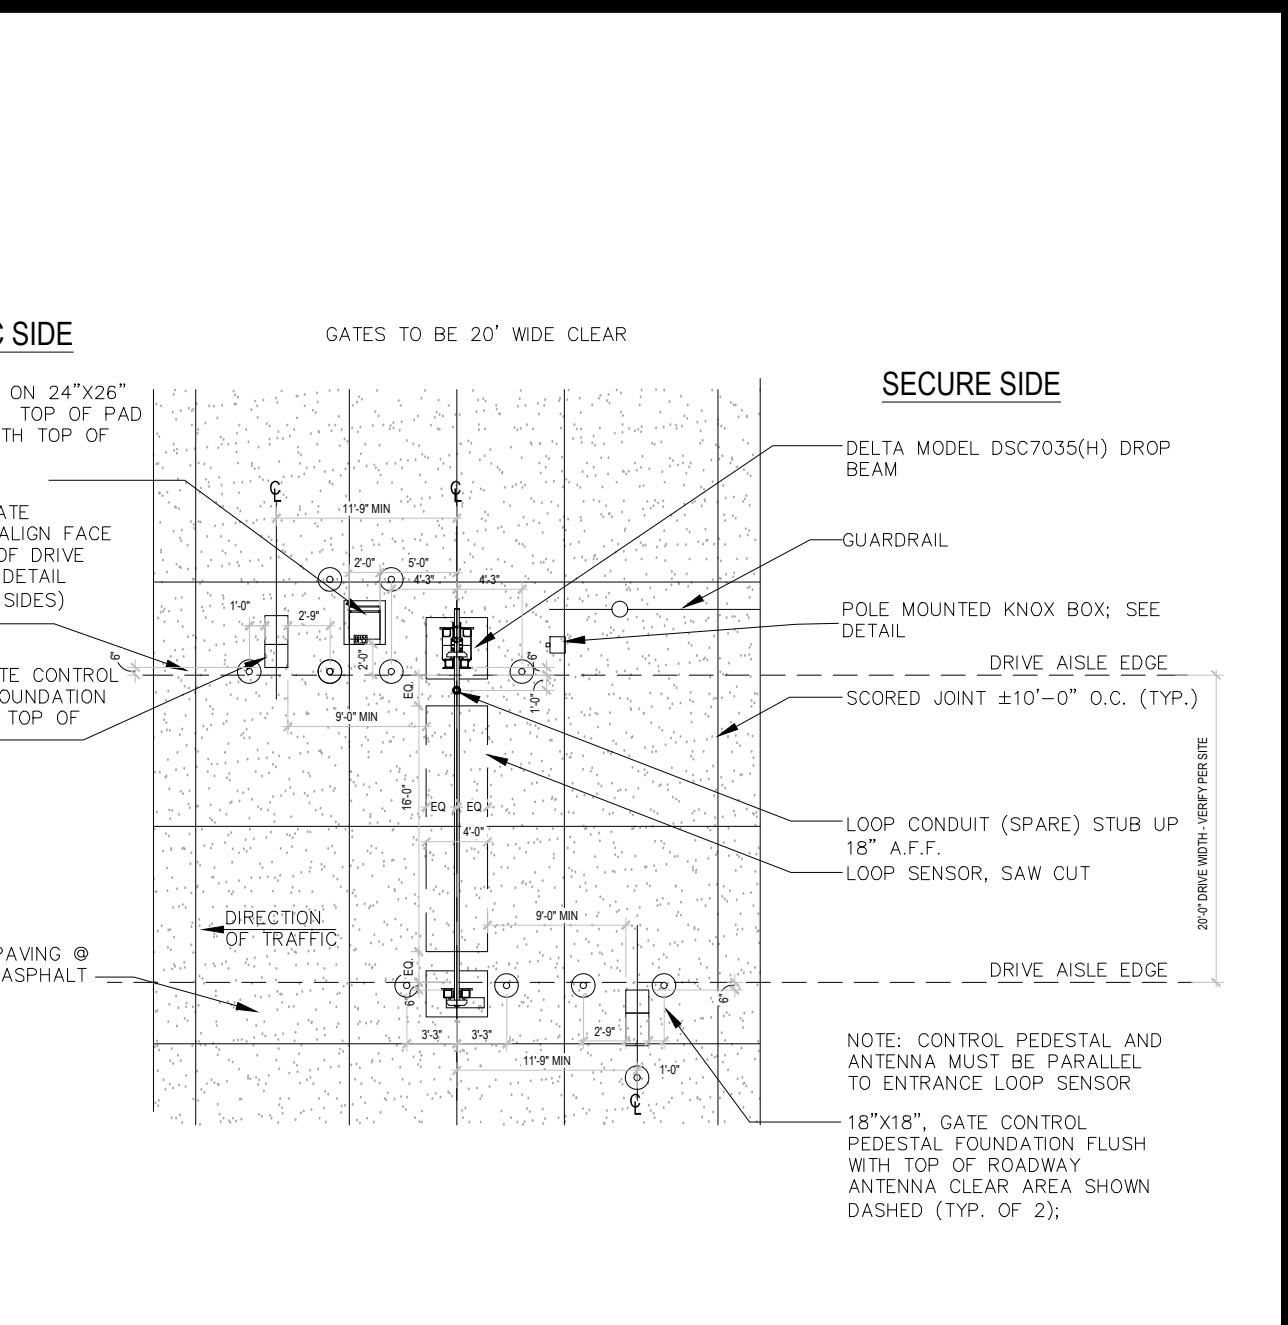 C SIDE
GATES TO BE 20' WIDE CLEAR
SECURE SIDE
ON 24"X26"
TOP OF PAD
TH TOP OF
ATE
ALIGN FACE
OF DRIVE
DETAIL
SIDES)
TE CONTROL
OUNDATION
TOP OF
PAVING @
ASPHALT
℄
℄
11'-9" MIN
2'-0"
5'-0"
4'-3"
4'-3"
1'-0"
2'-9"
6"
2'-0"
6"
1'-0"
EQ.
9'-0" MIN
16'-0"
EQ
EQ
4'-0"
DIRECTION
OF TRAFFIC
9'-0" MIN
EQ.
6"
6"
3'-3"
3'-3"
2'-9"
11'-9" MIN
1'-0"
℄
DELTA MODEL DSC7035(H) DROP
BEAM
GUARDRAIL
POLE MOUNTED KNOX BOX; SEE
DETAIL
DRIVE AISLE EDGE
SCORED JOINT ±10'-0" O.C. (TYP.)
20'-0" DRIVE WIDTH - VERIFY PER SITE
LOOP CONDUIT (SPARE) STUB UP
18" A.F.F.
LOOP SENSOR, SAW CUT
DRIVE AISLE EDGE
NOTE: CONTROL PEDESTAL AND
ANTENNA MUST BE PARALLEL
TO ENTRANCE LOOP SENSOR
18"X18", GATE CONTROL
PEDESTAL FOUNDATION FLUSH
WITH TOP OF ROADWAY
ANTENNA CLEAR AREA SHOWN
DASHED (TYP. OF 2);